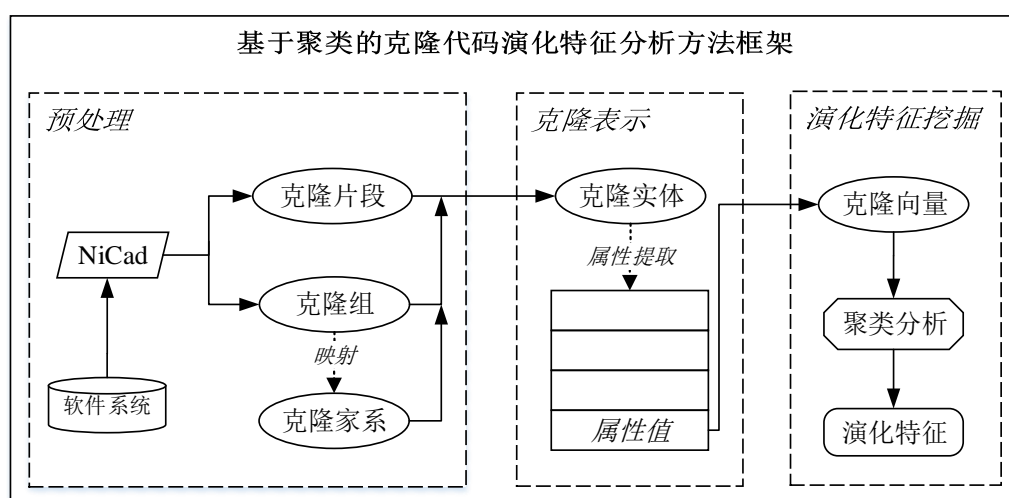 基于聚类的克隆代码演化特征分析方法框架
预处理
克隆片段
NiCad
克隆组
映射
软件系统
克隆家系
克隆表示
克隆实体
属性提取
属性值
演化特征挖掘
克隆向量
聚类分析
演化特征